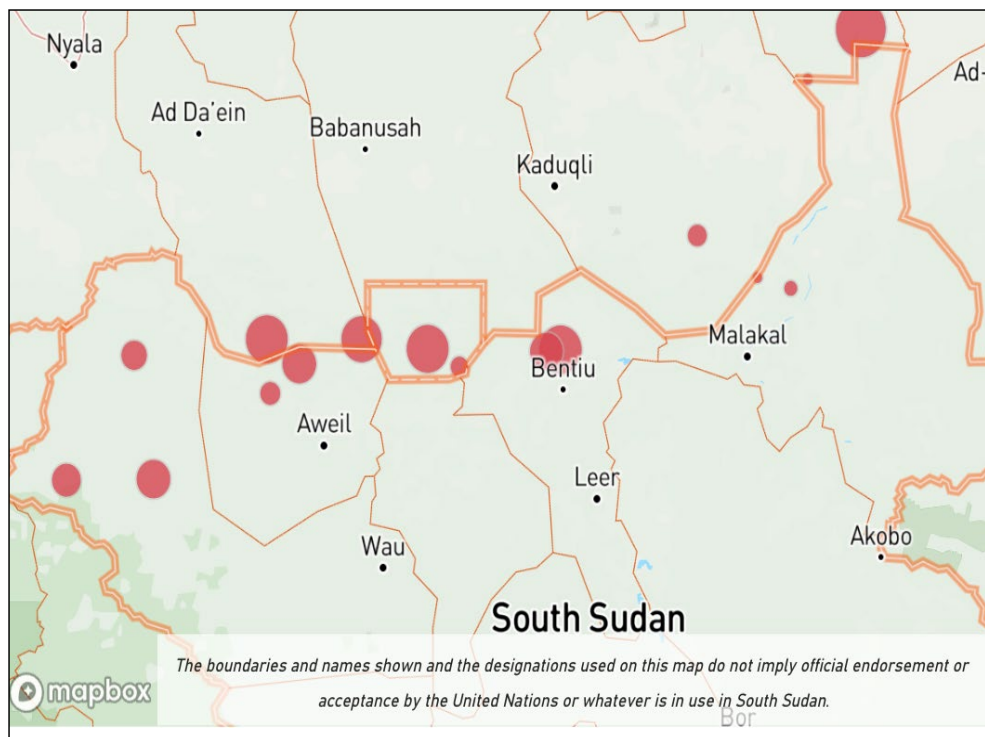 Nyala
Ad Da'ein
Babanusah
Kaduqli
Ad-
Malakal
Bentiu
Aweil
Leer
Wau
Akobo
South Sudan
The boundaries and names shown and the designations used on this map do not imply official endorsement or
acceptance by the United Nations or whatever is in use in South Sudan.
mapbox
Bor